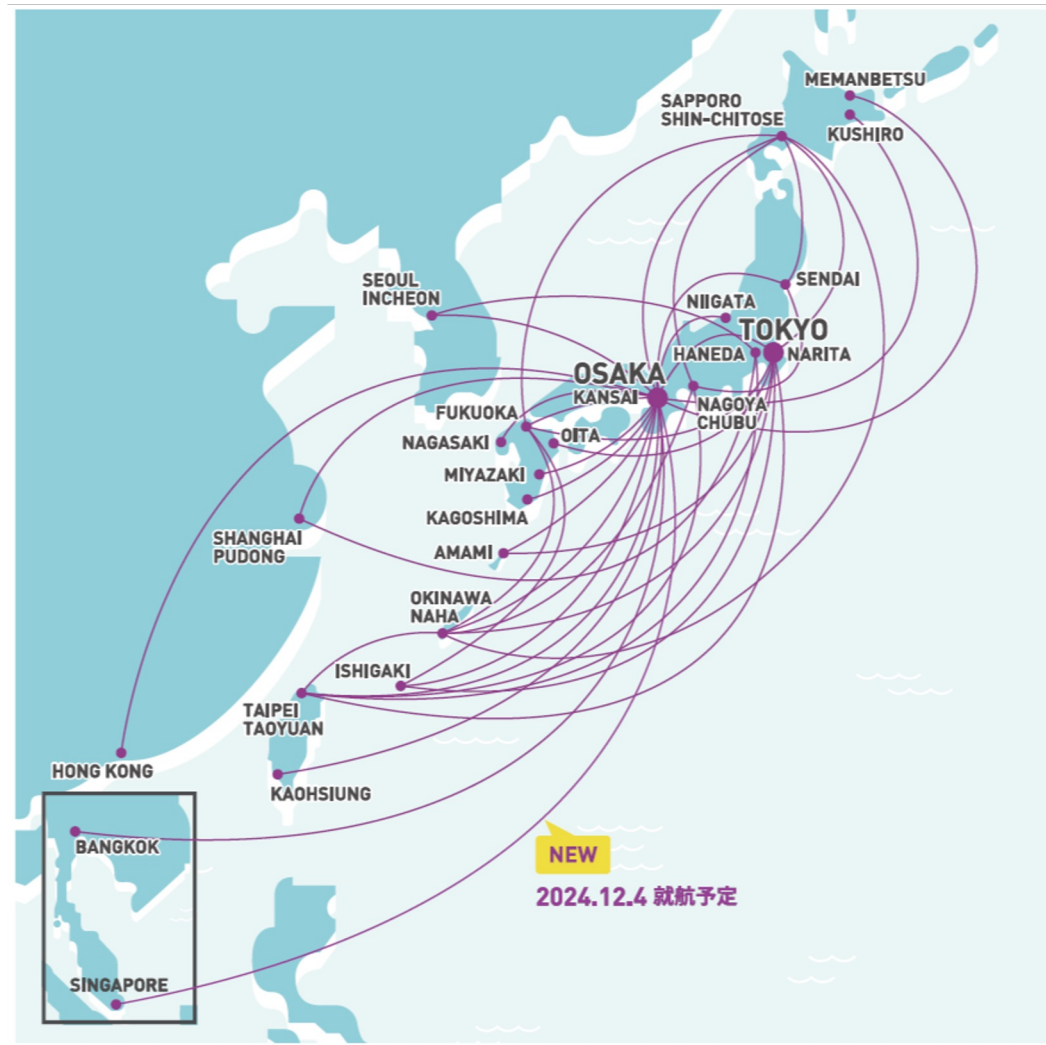 MEMANBETSU
SAPPORO
SHIN-CHITOSE
KUSHIRO
SEOUL
INCHEON
SENDAI
NIIGATA
TOKYO
HANEDA
NARITA
OSAKA
KANSAI
NAGOYA
CHUBU
FUKUOKA
NAGASAKI
OITA
MIYAZAKI
KAGOSHIMA
SHANGHAI
PUDONG
AMAMI
OKINAWA
NAHA
ISHIGAKI
TAIPEI
TAOYUAN
HONG KONG
KAOHSIUNG
BANGKOK
NEW
2024.12.4 就航予定
SINGAPORE